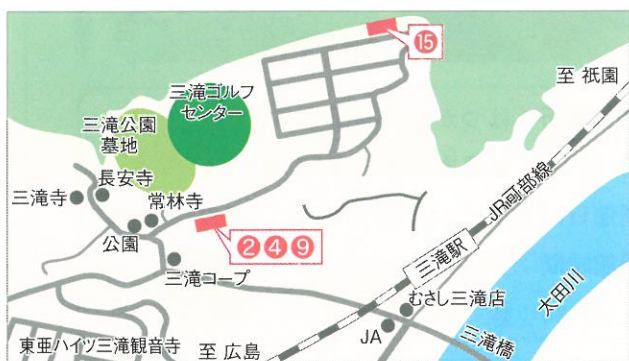 ⑮
至 祇園
三滝ゴルフ
センター
三滝公園
墓地
JR可部線
長安寺
三滝寺
常林寺
公園
②④⑨
三滝駅
三滝コープ
太田川
むさし三滝店
JA
三滝橋
東亜ハイツ三滝観音寺
至 広島